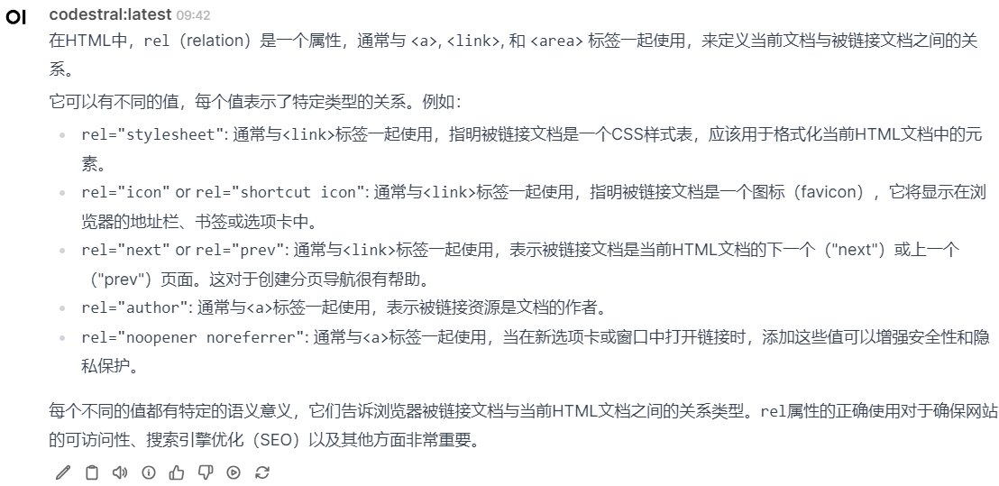 OI codestral:latest 09:42
在HTML中，rel（relation）是一个属性，通常与 <a>, <link>, 和 <area> 标签一起使用，来定义当前文档与被链接文档之间的关
系。
它可以有不同的值，每个值表示了特定类型的关系。例如：
rel="stylesheet": 通常与<link>标签一起使用，指明被链接文档是一个CSS样式表，应该用于格式化当前HTML文档中的元
素。
rel="icon" or rel="shortcut icon": 通常与<link>标签一起使用，指明被链接文档是一个图标（favicon），它将显示在浏
览器的地址栏、书签或选项卡中。
rel="next" or rel="prev": 通常与<link>标签一起使用，表示被链接文档是当前HTML文档的下一个（"next"）或上一个
（"prev"）页面。这对于创建分页导航很有帮助。
rel="author": 通常与<a>标签一起使用，表示被链接资源是文档的作者。
rel="noopener noreferrer": 通常与<a>标签一起使用，当在新选项卡或窗口中打开链接时，添加这些值可以增强安全性和隐
私保护。
每个不同的值都有特定的语义意义，它们告诉浏览器被链接文档与当前HTML文档之间的关系类型。rel属性的正确使用对于确保网站
的可访问性、搜索引擎优化（SEO）以及其他方面非常重要。